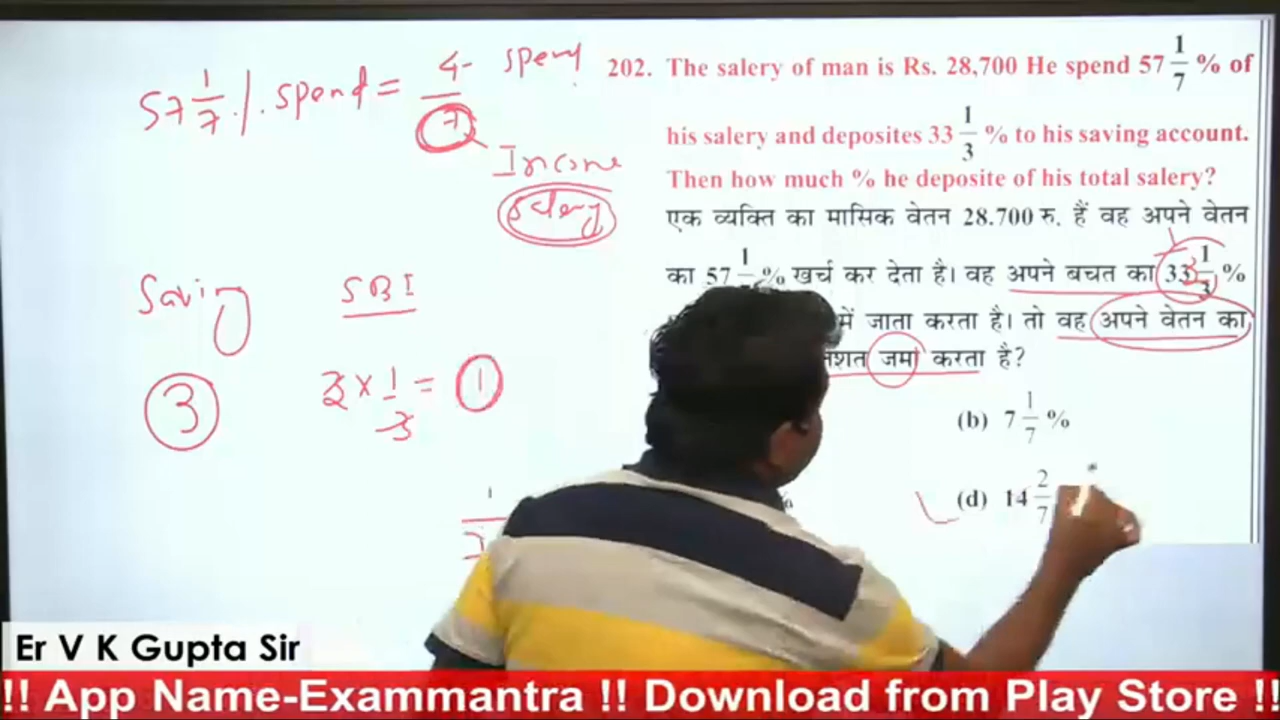 57 1/7 % spend = 4/7 spend
Income
Salery
Saving SBI
3 3 × 1/3 = 1
1
202. The salery of man is Rs. 28,700 He spend 57 1/7 % of
his salery and deposites 33 1/3 % to his saving account.
Then how much % he deposite of his total salery?
एक व्यक्ति का मासिक वेतन 28.700 रु. हैं वह अपने वेतन
का 57 1 % खर्च कर देता है। वह अपने बचत का 33 1/3 %
में जाता करता है। तो वह अपने वेतन का
तिशत जमा करता है?
(b) 7 1/7 %
(d) 14 2/7
Er V K Gupta Sir
!! App Name-Exammantra !! Download from Play Store !!